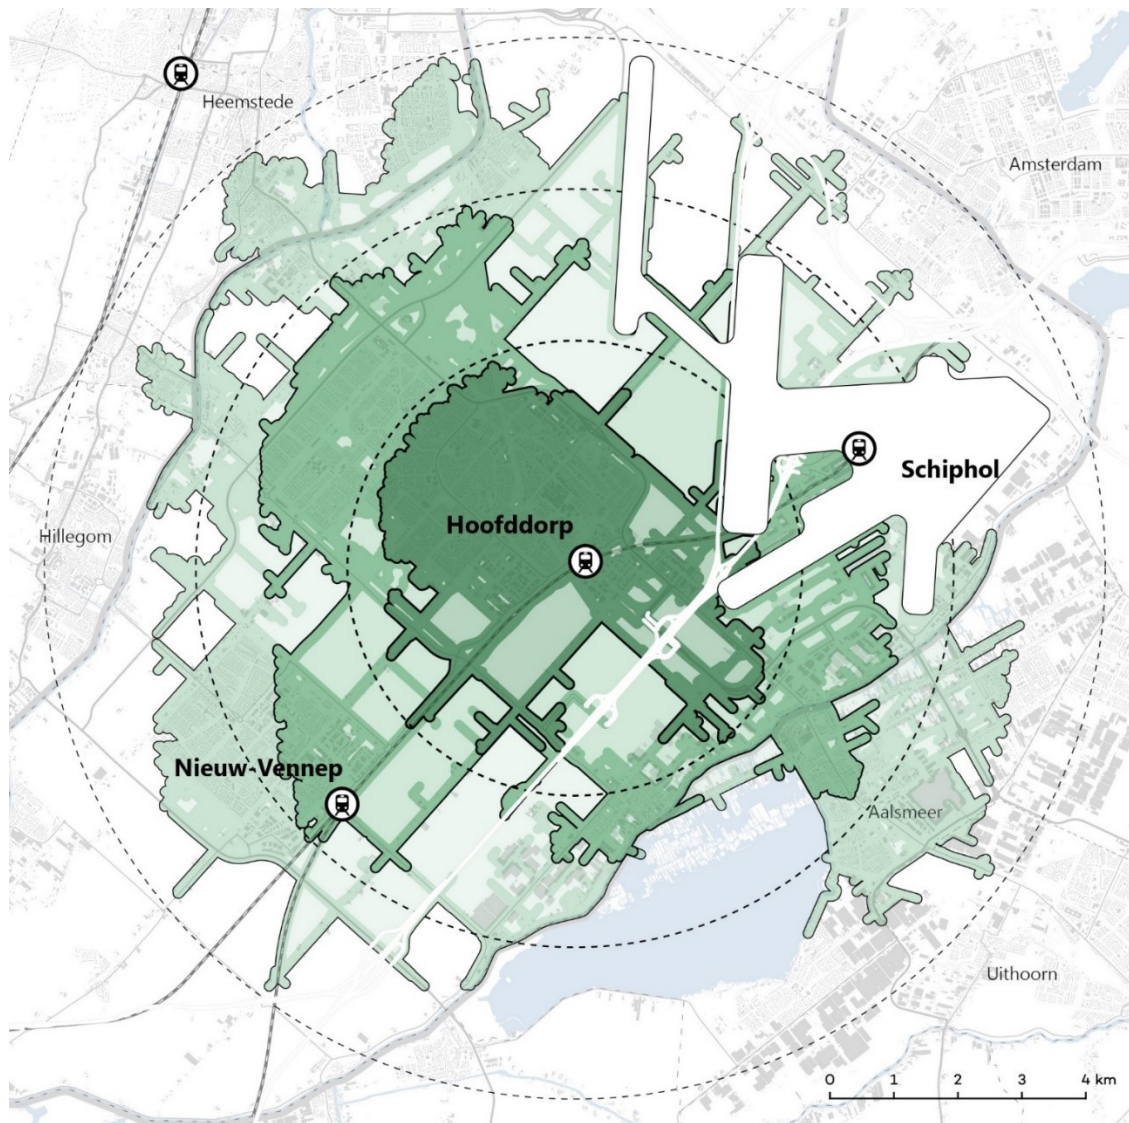 Heemstede
Amsterdam
Schiphol
Hoofddorp
Hillegom
Nieuw-Vennep
Aalsmeer
Uithoorn
0 1 2 3 4 km